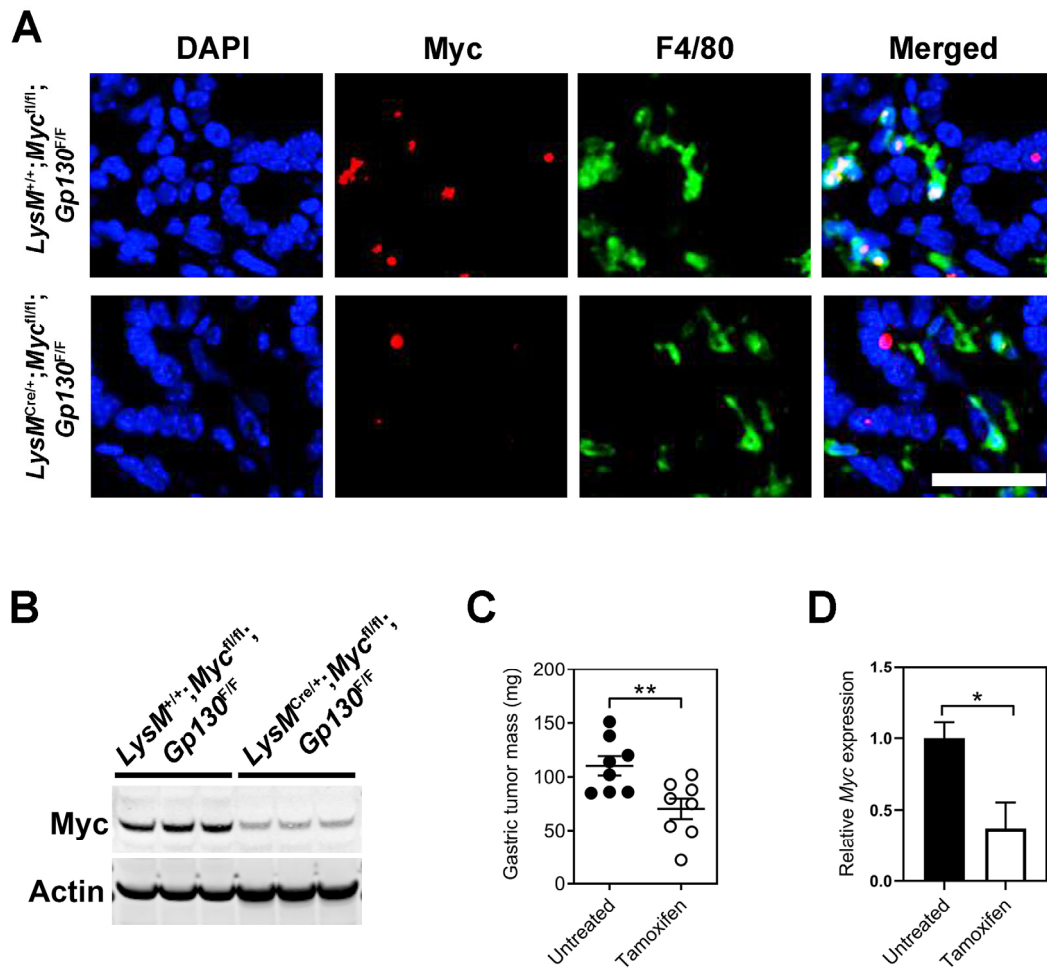 A
DAPI Myc F4/80 Merged
LysM+/+;Mycfl/fl;
Gp130F/F
LysMCre/+;Mycfl/fl;
Gp130F/F
B
LysM+/+;Mycfl/fl;
Gp130F/F
LysMCre/+;Mycfl/fl;
Gp130F/F
Myc
Actin
C
Gastric tumor mass (mg)
200
150
100
50
0
**
Untreated
Tamoxifen
D
Relative Myc expression
1.5
1.0
0.5
0.0
*
Untreated
Tamoxifen